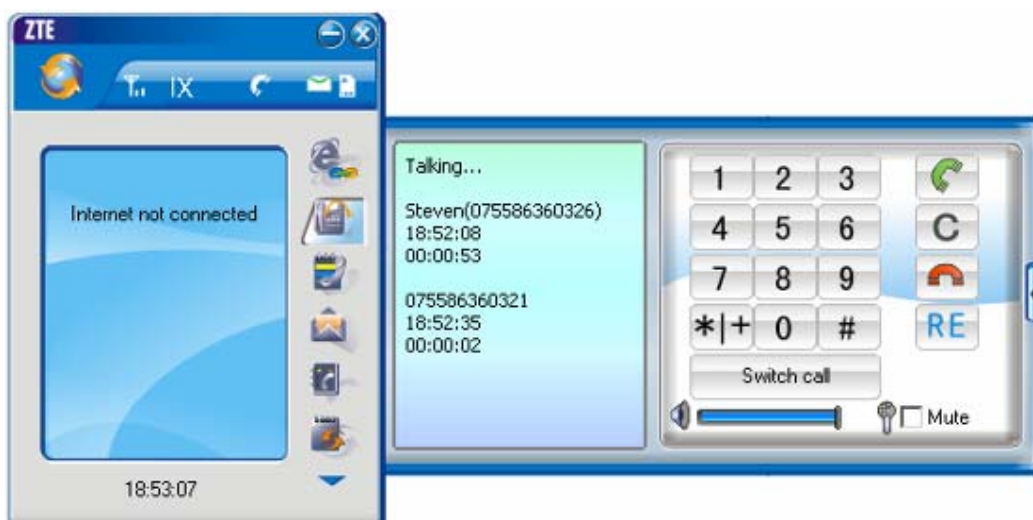 ZTE
IX
Internet not connected
18:53:07
Talking...
Steven(075586360326)
18:52:08
00:00:53
075586360321
18:52:35
00:00:02
1 2 3
4 5 6 C
7 8 9
*|+ 0 # RE
Switch call
Mute